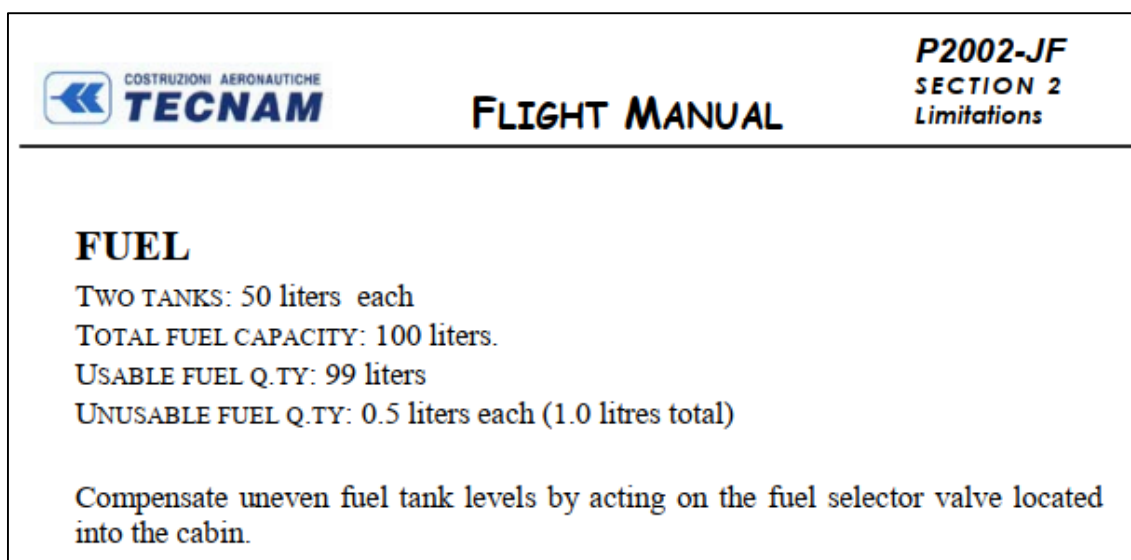 COSTRUZIONI AERONAUTICHE
TECNAM
FLIGHT MANUAL
P2002-JF
SECTION 2
Limitations
FUEL
TWO TANKS: 50 liters each
TOTAL FUEL CAPACITY: 100 liters.
USABLE FUEL Q.TY: 99 liters
UNUSABLE FUEL Q.TY: 0.5 liters each (1.0 litres total)
Compensate uneven fuel tank levels by acting on the fuel selector valve located
into the cabin.